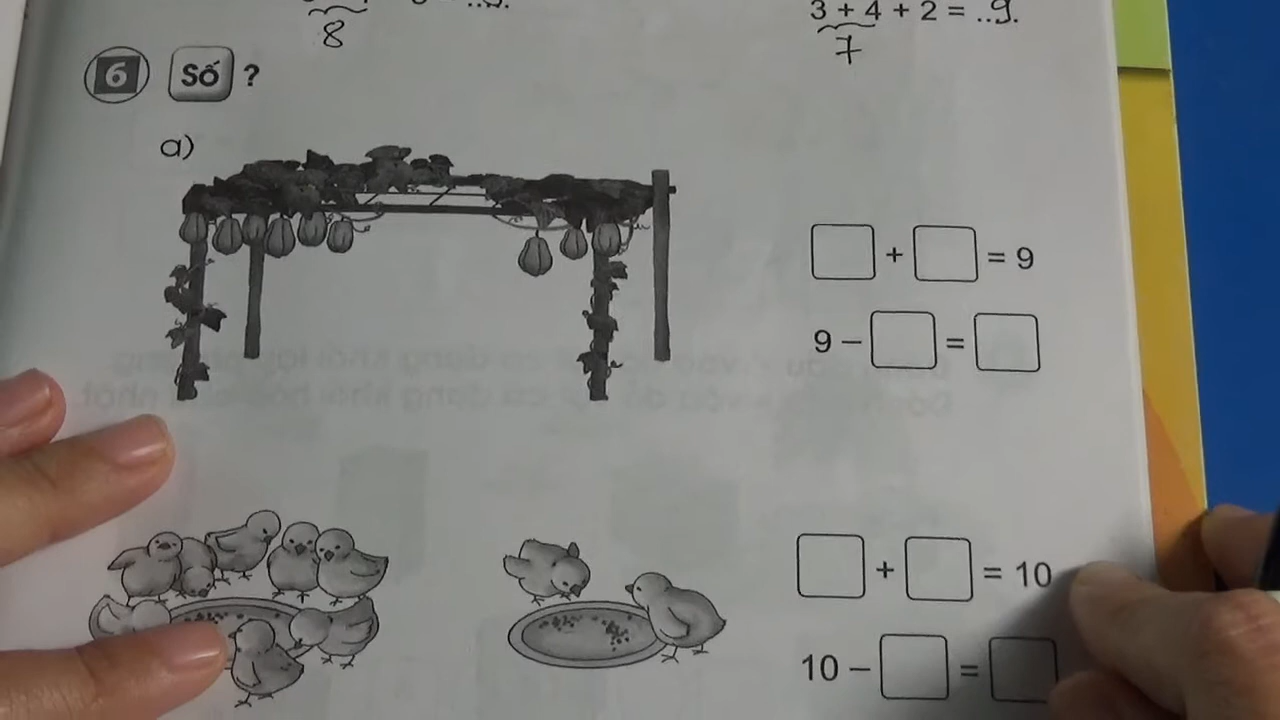 3 + 4 + 2 = ..9.
8
7
6 Số ?
a)
□ + □ = 9
9 – □ = □
□ + □ = 10
10 – □ = □